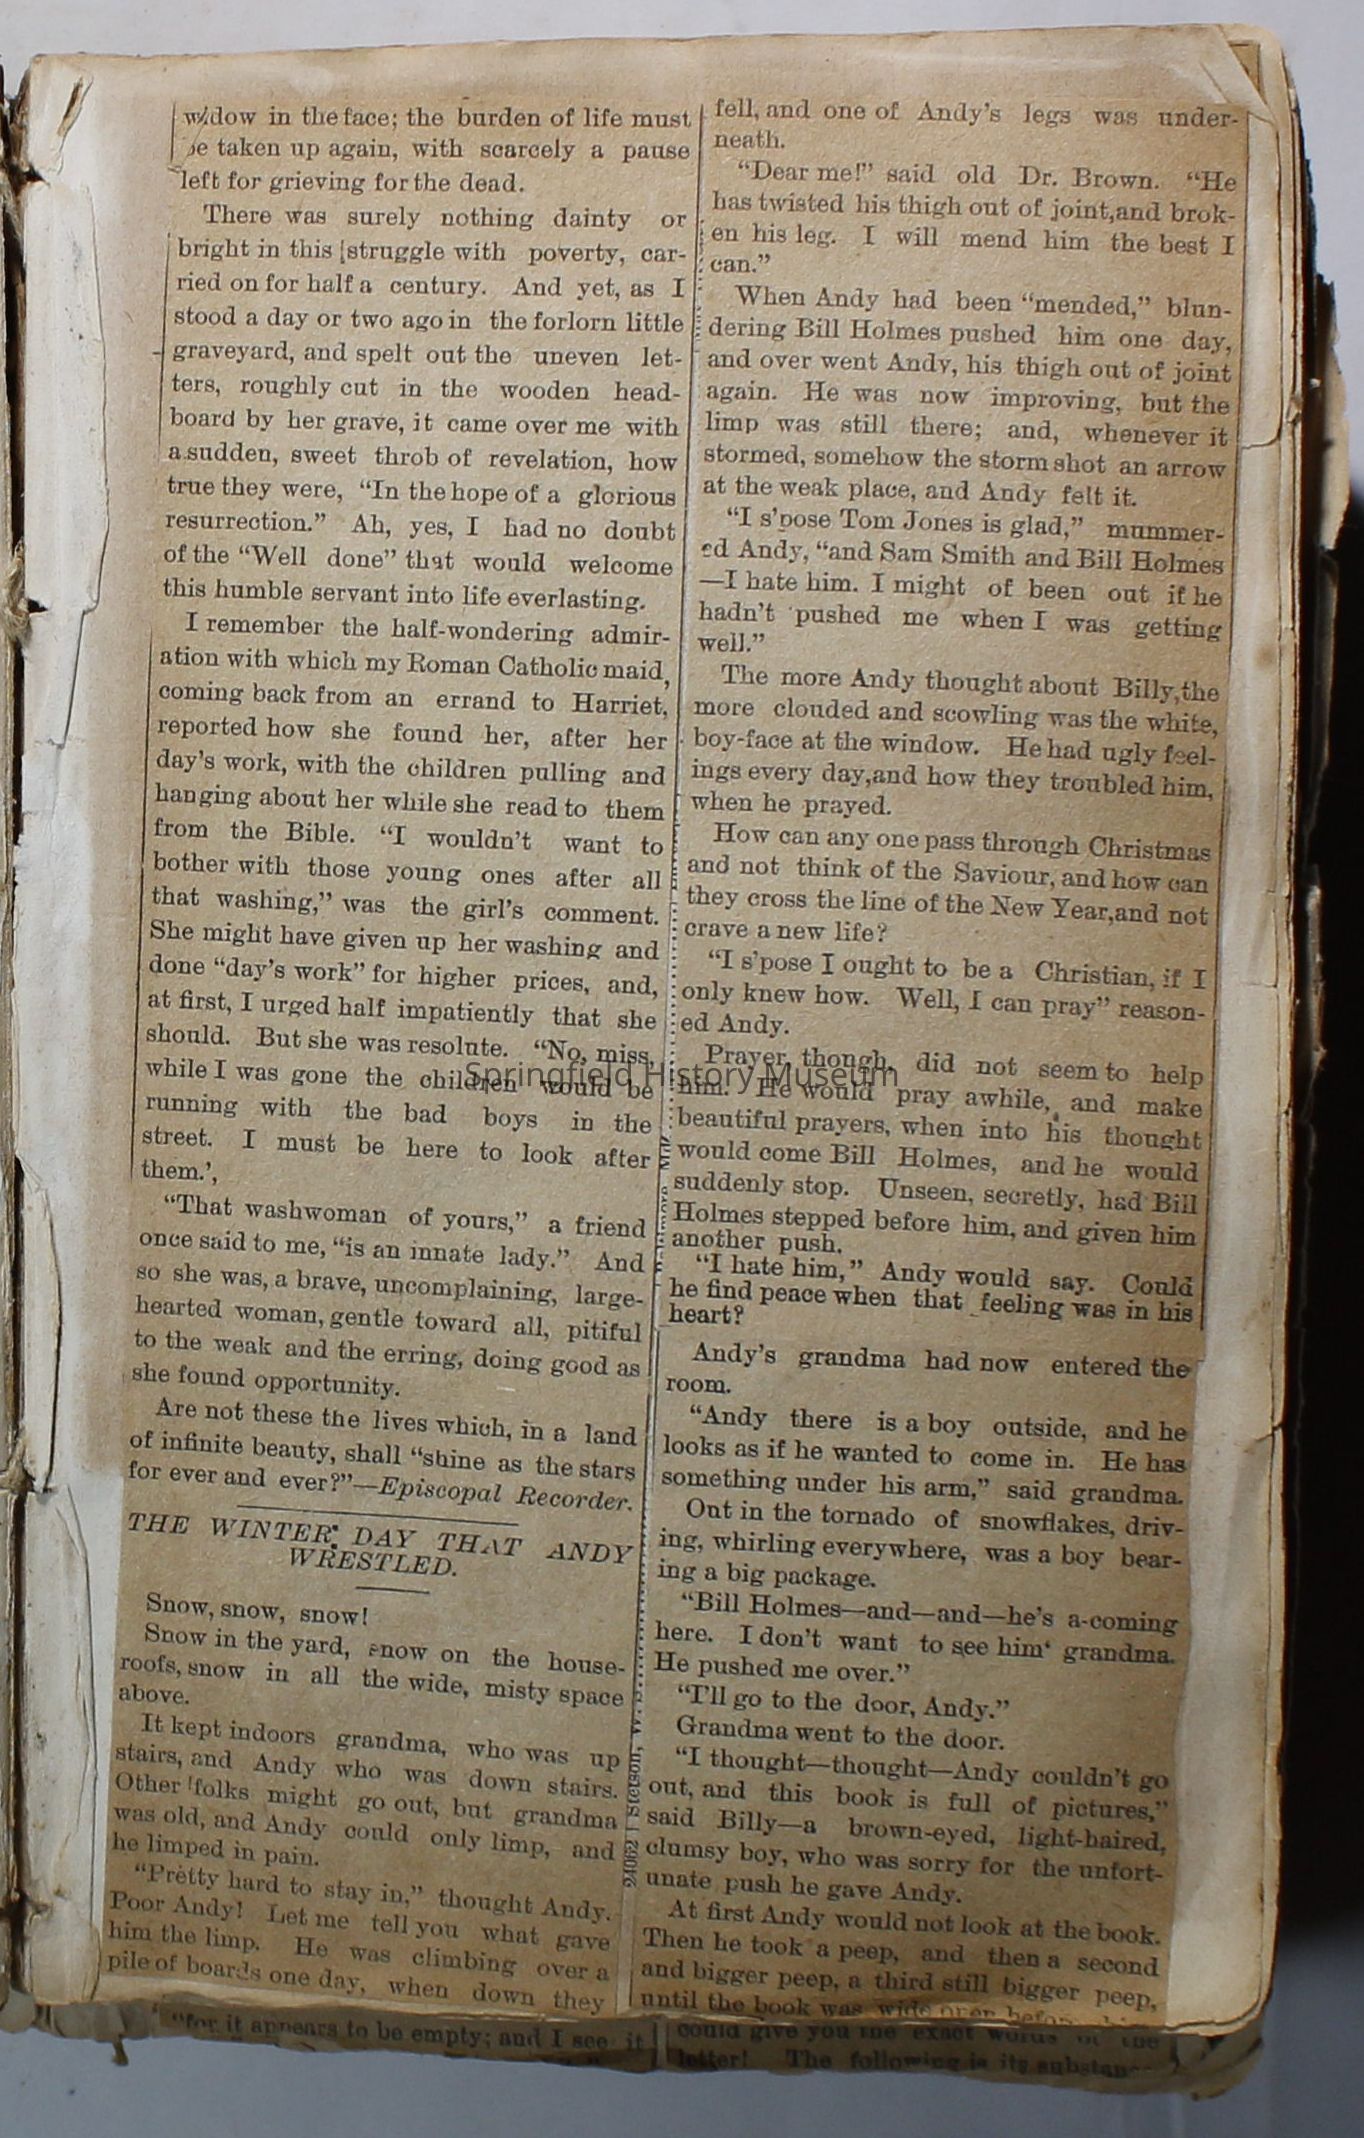 widow in the face; the burden of life must
be taken up again, with scarcely a pause
left for grieving for the dead.
There was surely nothing dainty or
bright in this [struggle with poverty, car-
ried on for half a century. And yet, as I
stood a day or two ago in the forlorn little
graveyard, and spelt out the uneven let-
ters, roughly cut in the wooden head-
board by her grave, it came over me with
a sudden, sweet throb of revelation, how
true they were, "In the hope of a glorious
resurrection." Ah, yes, I had no doubt
of the "Well done" that would welcome
this humble servant into life everlasting.
I remember the half-wondering admir-
ation with which my Roman Catholic maid,
coming back from an errand to Harriet,
reported how she found her, after her
day's work, with the children pulling and
hanging about her while she read to them
from the Bible. "I wouldn't want to
bother with those young ones after all
that washing," was the girl's comment.
She might have given up her washing and
done "day's work" for higher prices, and,
at first, I urged half impatiently that she
should. But she was resolute. "No, miss,
while I was gone the children would be
running with the bad boys in the
street. I must be here to look after
them.',
"That washwoman of yours," a friend
once said to me, "is an innate lady." And
so she was, a brave, uncomplaining, large-
hearted woman, gentle toward all, pitiful
to the weak and the erring, doing good as
she found opportunity.
Are not these the lives which, in a land
of infinite beauty, shall "shine as the stars
for ever and ever?"—Episcopal Recorder.
THE WINTER DAY THAT ANDY
WRESTLED.
Snow, snow, snow!
Snow in the yard, snow on the house-
roofs, snow in all the wide, misty space
above.
It kept indoors grandma, who was up
stairs, and Andy who was down stairs.
Other folks might go out, but grandma
was old, and Andy could only limp, and
he limped in pain.
"Pretty hard to stay in," thought Andy.
Poor Andy! Let me tell you what gave
him the limp. He was climbing over a
pile of boards one day, when down they
"for it appears to be empty; and I see it
24062 | Stetson, W.
fell, and one of Andy's legs was under-
neath.
"Dear me!" said old Dr. Brown. "He
has twisted his thigh out of joint,and brok-
en his leg. I will mend him the best I
can."
When Andy had been "mended," blun-
dering Bill Holmes pushed him one day,
and over went Andy, his thigh out of joint
again. He was now improving, but the
limp was still there; and, whenever it
stormed, somehow the storm shot an arrow
at the weak place, and Andy felt it.
"I s'pose Tom Jones is glad," mummer-
ed Andy, "and Sam Smith and Bill Holmes
—I hate him. I might of been out if he
hadn't pushed me when I was getting
well."
The more Andy thought about Billy,the
more clouded and scowling was the white,
boy-face at the window. He had ugly feel-
ings every day,and how they troubled him,
when he prayed.
How can any one pass through Christmas
and not think of the Saviour, and how can
they cross the line of the New Year,and not
crave a new life?
"I s'pose I ought to be a Christian, if I
only knew how. Well, I can pray" reason-
ed Andy.
Prayer, though, did not seem to help
him. He would pray awhile, and make
beautiful prayers, when into his thought
would come Bill Holmes, and he would
suddenly stop. Unseen, secretly, had Bill
Holmes stepped before him, and given him
another push.
"I hate him," Andy would say. Could
he find peace when that feeling was in his
heart?
Andy's grandma had now entered the
room.
"Andy there is a boy outside, and he
looks as if he wanted to come in. He has
something under his arm," said grandma.
Out in the tornado of snowflakes, driv-
ing, whirling everywhere, was a boy bear-
ing a big package.
"Bill Holmes—and—and—he's a-coming
here. I don't want to see him' grandma.
He pushed me over."
"I'll go to the door, Andy."
Grandma went to the door.
"I thought—thought—Andy couldn't go
out, and this book is full of pictures,"
said Billy—a brown-eyed, light-haired,
clumsy boy, who was sorry for the unfort-
unate push he gave Andy.
At first Andy would not look at the book.
Then he took a peep, and then a second
and bigger peep, a third still bigger peep,
until the book was wide open before him
could give you the exact words of the
letter! The following is its substance
Springfield History Museum